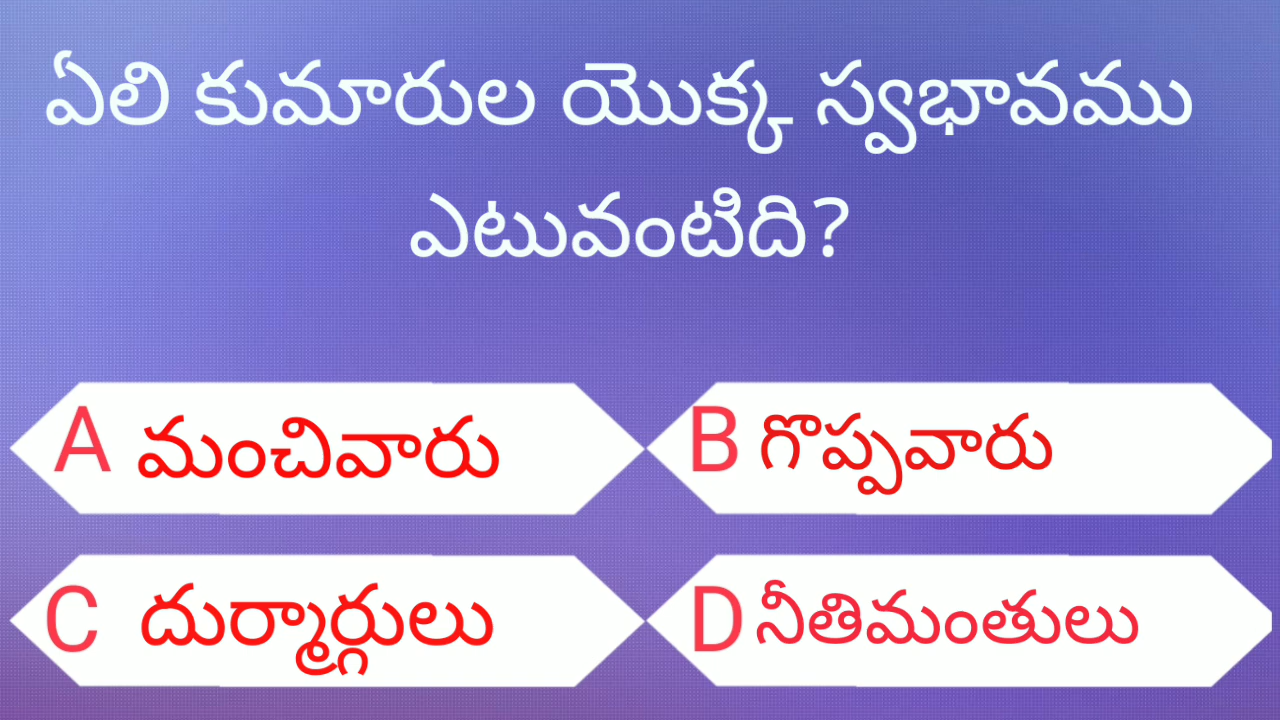 ఏలి కుమారుల యొక్క స్వభావము
ఎటువంటిది?
A మంచివారు
B గొప్పవారు
C దుర్మార్గులు
D నీతిమంతులు